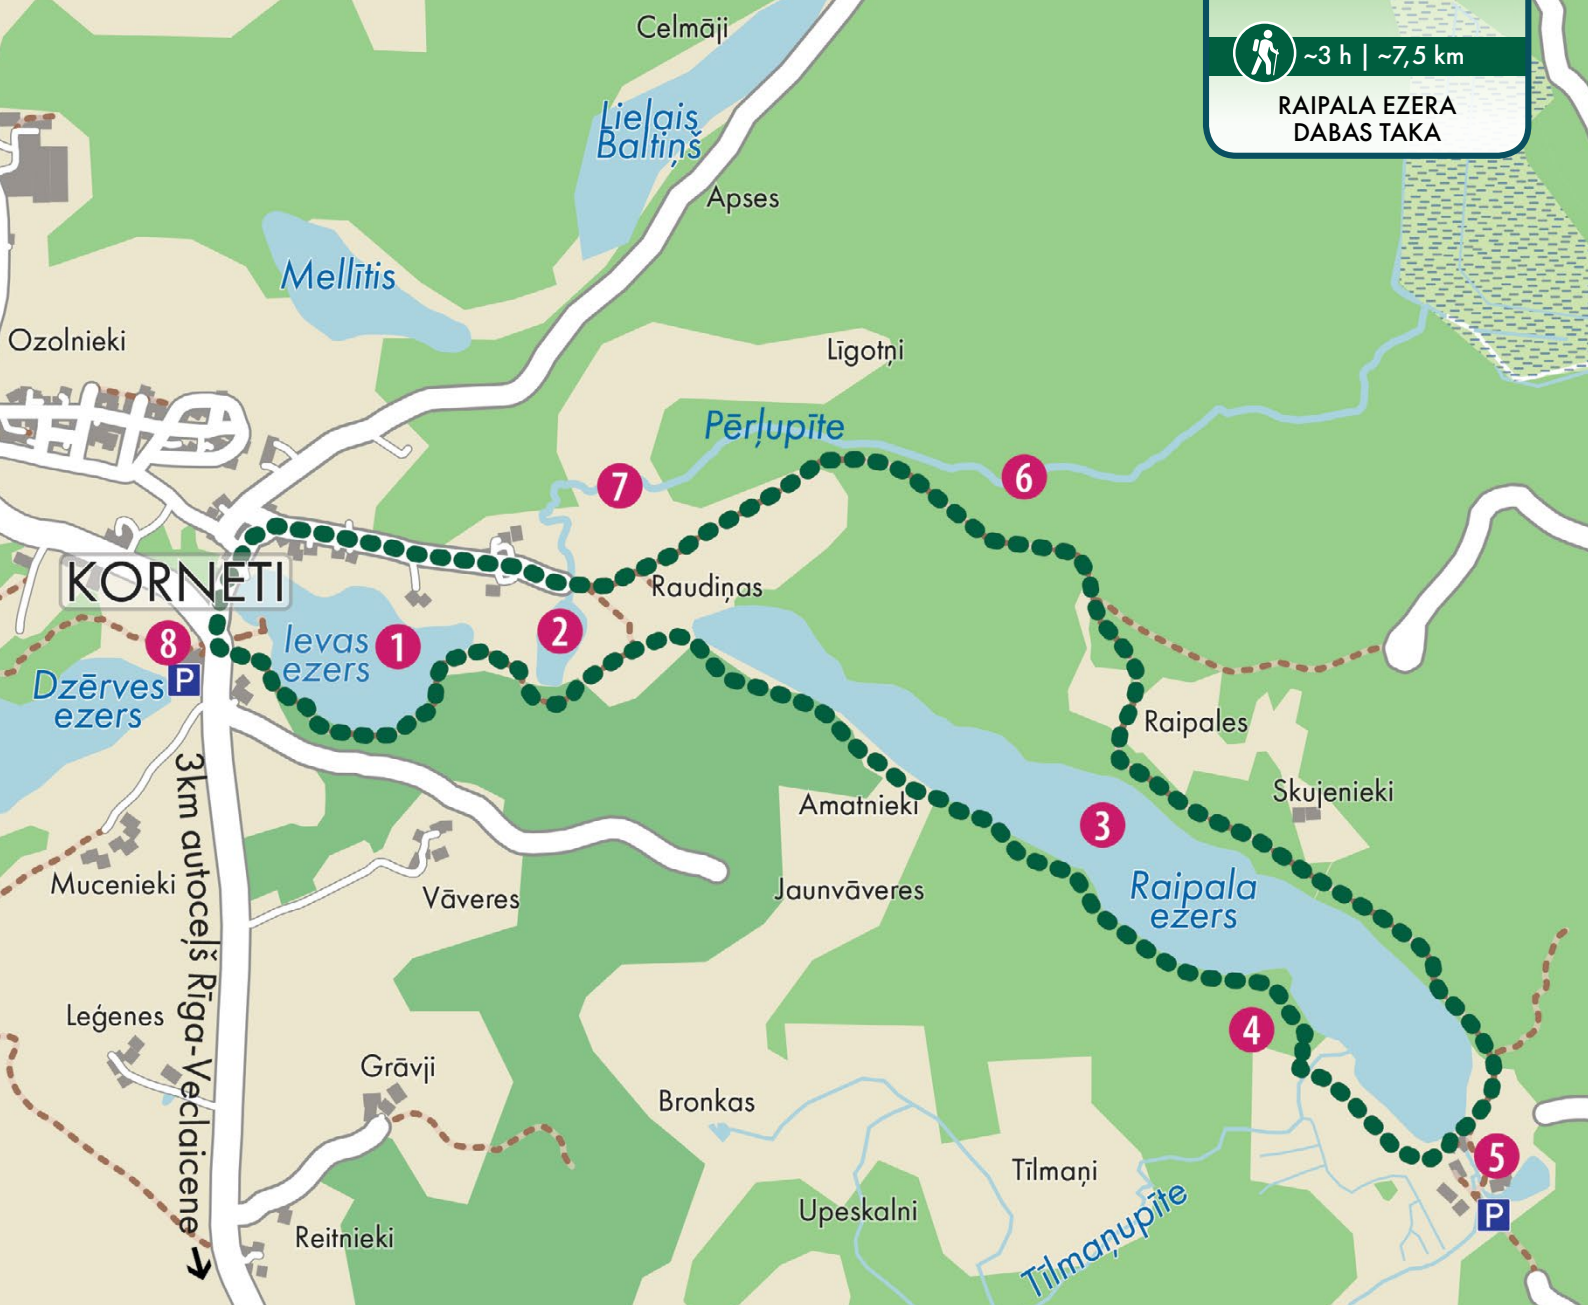 Celmāji
~3 h | ~7,5 km
RAIPALA EZERA
DABAS TAKA
Lielais
Baltiņš
Apses
Mellītis
Ozolnieki
Līgotņi
Pērļupīte
7
6
KORNETI
Raudiņas
8
Ievas
ezers
1
2
P
Dzērves
ezers
Raipales
3km autoceļš Rīga-Veclaicene
Amatnieki
Skujenieki
3
Mucenieki
Vāveres
Jaunvāveres
Raipala
ezers
Leģenes
4
Grāvji
Bronkas
Tīlmaņi
5
P
Upeskalni
Tīlmaņupīte
Reitnieki